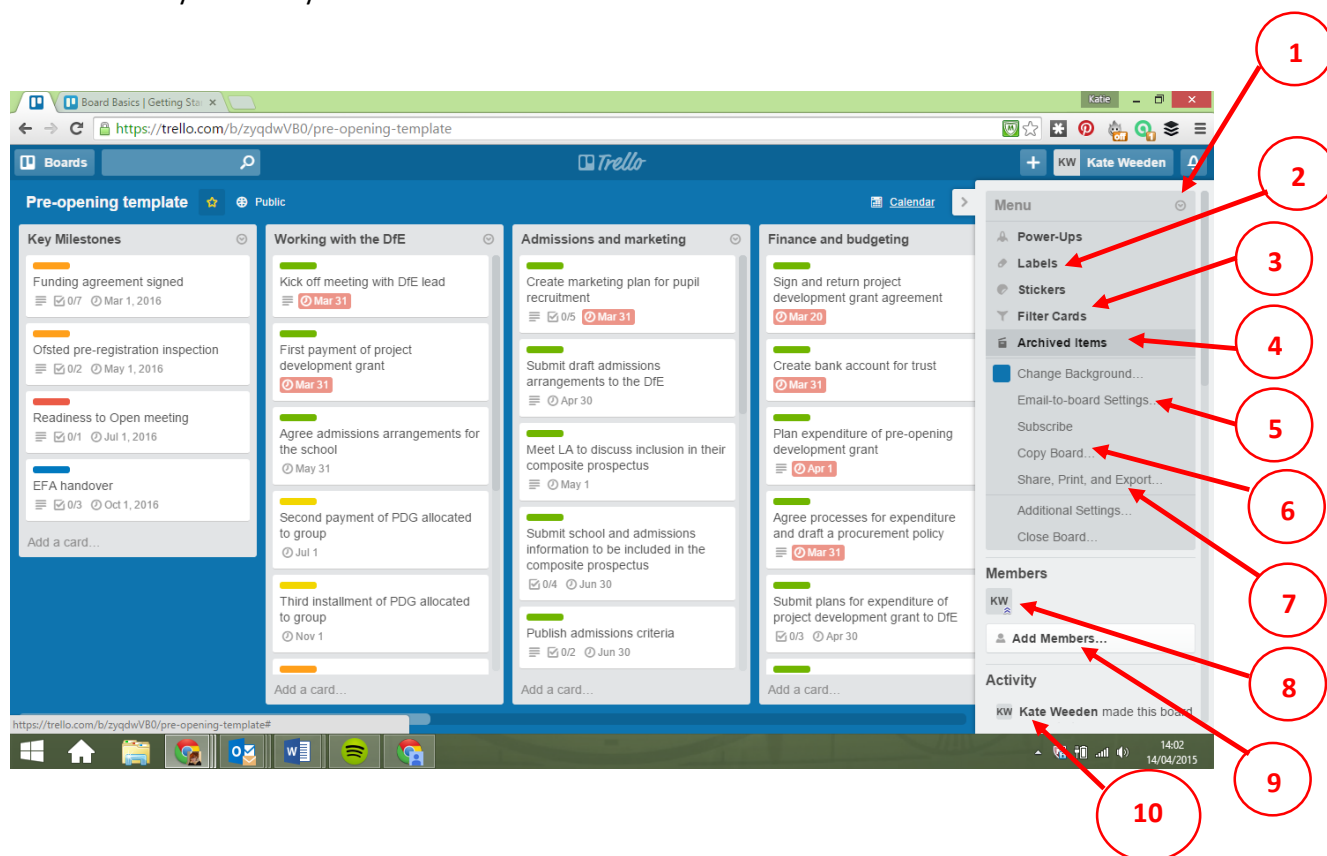 1
Board Basics | Getting Sta
Katie
https://trello.com/b/zyqdwVB0/pre-opening-template
off
1
Boards
Trello
KW Kate Weeden
2
Pre-opening template
Public
Calendar
Menu
Power-Ups
Labels
Stickers
Filter Cards
Archived Items
Change Background...
Email-to-board Settings...
Subscribe
Copy Board...
Share, Print, and Export...
Additional Settings...
Close Board...
3
4
5
6
7
8
9
10
Key Milestones
Funding agreement signed
0/7 Mar 1, 2016
Ofsted pre-registration inspection
0/2 May 1, 2016
Readiness to Open meeting
0/1 Jul 1, 2016
EFA handover
0/3 Oct 1, 2016
Add a card...
Working with the DfE
Kick off meeting with DfE lead
Mar 31
First payment of project
development grant
Mar 31
Agree admissions arrangements for
the school
May 31
Second payment of PDG allocated
to group
Jul 1
Third installment of PDG allocated
to group
Nov 1
Add a card...
Admissions and marketing
Create marketing plan for pupil
recruitment
0/5 Mar 31
Submit draft admissions
arrangements to the DfE
Apr 30
Meet LA to discuss inclusion in their
composite prospectus
May 1
Submit school and admissions
information to be included in the
composite prospectus
0/4 Jun 30
Publish admissions criteria
0/2 Jun 30
Add a card...
Finance and budgeting
Sign and return project
development grant agreement
Mar 20
Create bank account for trust
Mar 31
Plan expenditure of pre-opening
development grant
Apr 1
Agree processes for expenditure
and draft a procurement policy
Mar 31
Submit plans for expenditure of
project development grant to DfE
0/3 Apr 30
Add a card...
Members
KW
Add Members...
Activity
KW Kate Weeden made this board
https://trello.com/b/zyqdwVB0/pre-opening-template#
14:02
14/04/2015